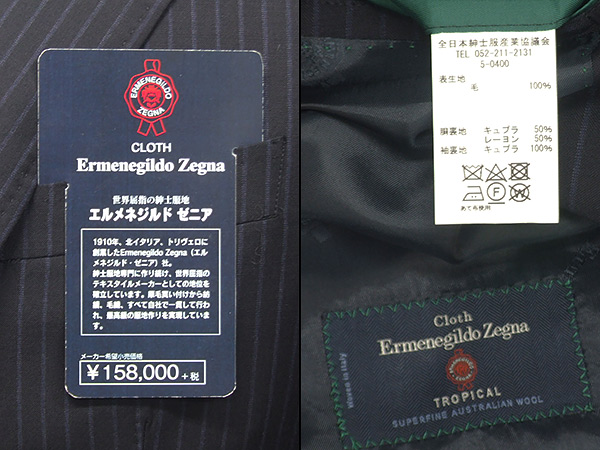 ERMENEGILDO
ZEGNA
CLOTH
Ermenegildo Zegna
世界屈指の紳士服地
エルメネジルド ゼニア
1910年、北イタリア、トリヴェロに
創業したErmenegildo Zegna（エル
メネジルド・ゼニア）社。
紳士服地専門に作り続け、世界屈指の
テキスタイルメーカーとしての地位を
確立しています。原毛買い付けから紡
績、毛織、すべて自社で一貫して行わ
れ、最高級の服地作りを実現していま
す。
メーカー希望小売価格
¥158,000+税
全日本紳士服産業協議会
TEL 052-211-2131
5-0400
表生地
毛 100%
胴裏地 キュプラ 50%
レーヨン 50%
袖裏地 キュプラ 100%
F
あて布使用
Woven in Italy
Cloth
Ermenegildo Zegna
TROPICAL
SUPERFINE AUSTRALIAN WOOL